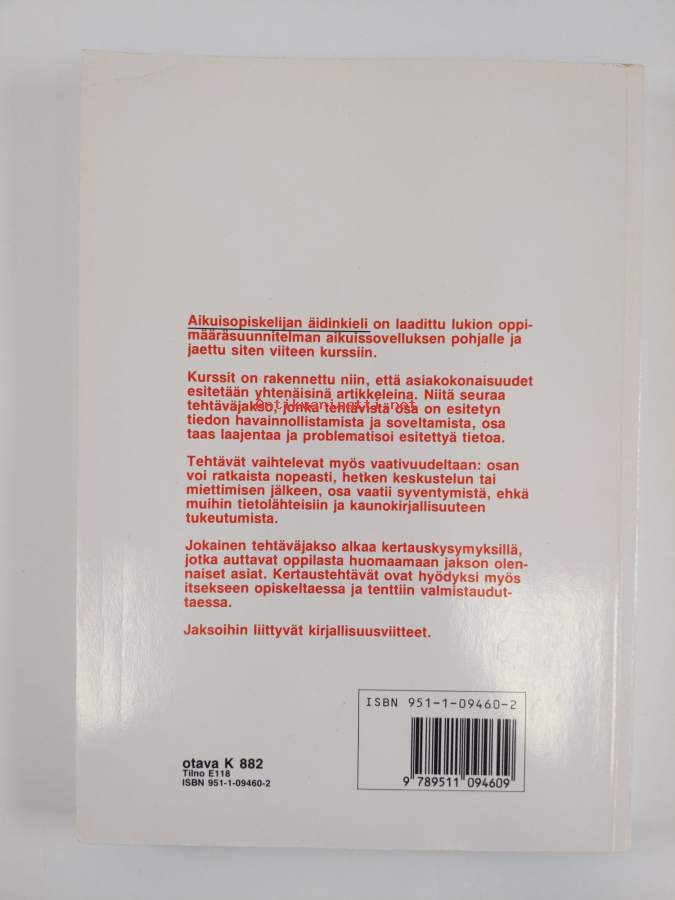 Aikuisopiskelijan äidinkieli on laadittu lukion oppi-
määräsuunnitelman aikuissovelluksen pohjalle ja
jaettu siten viiteen kurssiin.
Kurssit on rakennettu niin, että asiakokonaisuudet
esitetään yhtenäisinä artikkeleina. Niitä seuraa
Antikvariaatti.net
tehtäväjakso, jonka tehtävistä osa on esitetyn
tiedon havainnollistamista ja soveltamista, osa
taas laajentaa ja problematisoi esitettyä tietoa.
Tehtävät vaihtelevat myös vaativuudeltaan: osan
voi ratkaista nopeasti, hetken keskustelun tai
miettimisen jälkeen, osa vaatii syventymistä, ehkä
muihin tietolähteisiin ja kaunokirjallisuuteen
tukeutumista.
Jokainen tehtäväjakso alkaa kertauskysymyksillä,
jotka auttavat oppilasta huomaamaan jakson olen-
naiset asiat. Kertaustehtävät ovat hyödyksi myös
itsekseen opiskeltaessa ja tenttiin valmistaudut-
taessa.
Jaksoihin liittyvät kirjallisuusviitteet.
ISBN 951-1-09460-2
9 789511 094609
otava K 882
Tilno E118
ISBN 951-1-09460-2